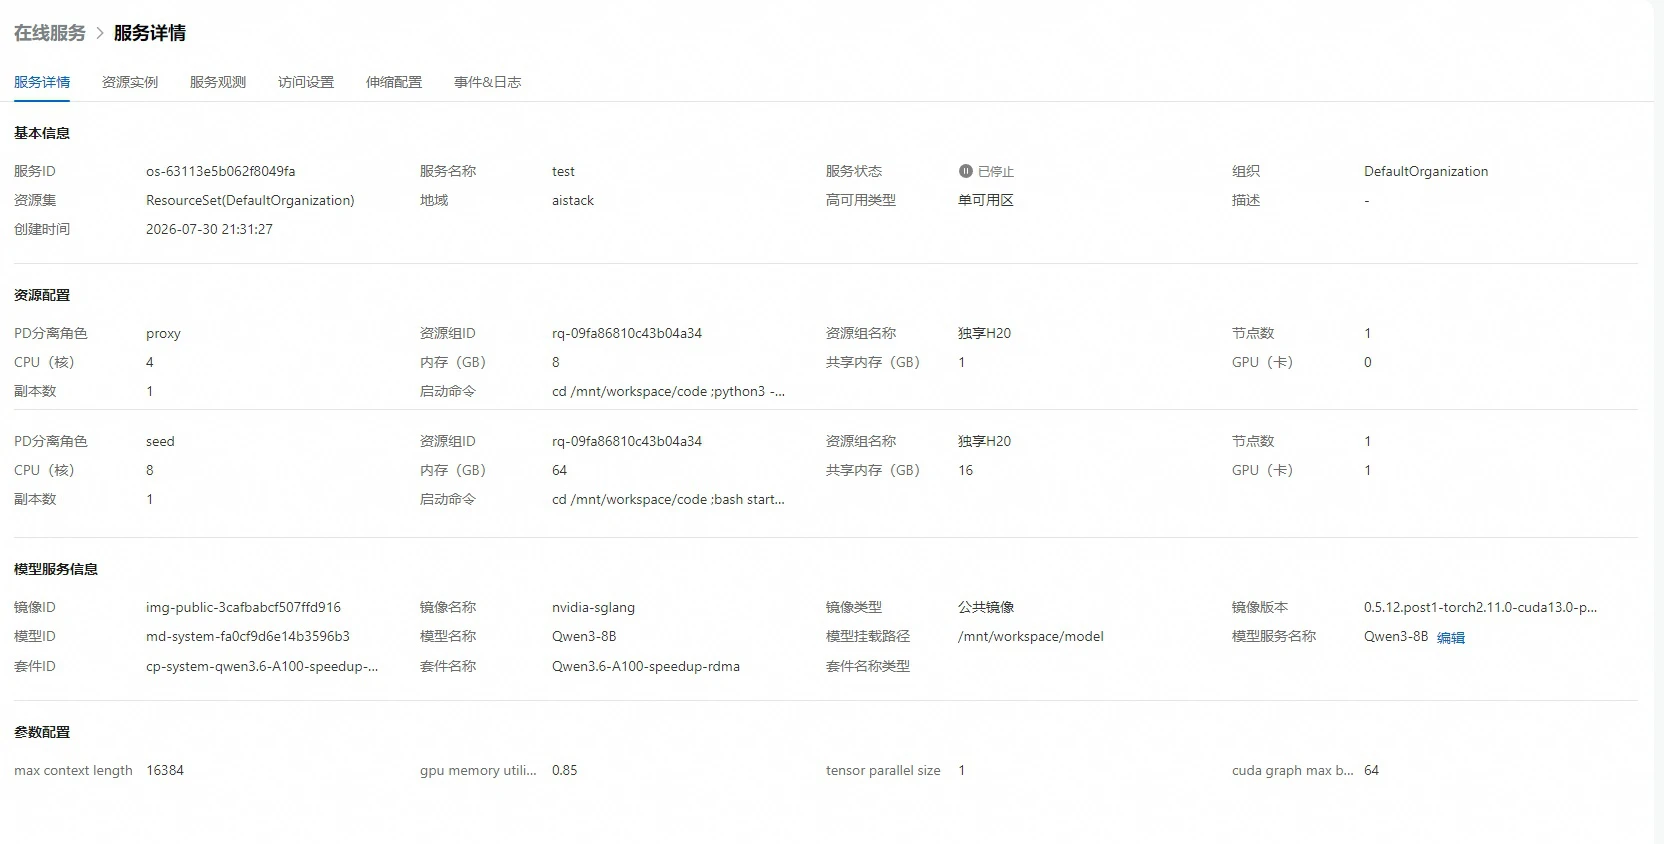 在线服务 > 服务详情
服务详情 资源实例 服务观测 访问设置 伸缩配置 事件&日志
基本信息
服务ID os-63113e5b062f8049fa 服务名称 test 服务状态 已停止 组织 DefaultOrganization
资源集 ResourceSet(DefaultOrganization) 地域 aistack 高可用类型 单可用区 描述 -
创建时间 2026-07-30 21:31:27
资源配置
PD分离角色 proxy 资源组ID rq-09fa86810c43b04a34 资源组名称 独享H20 节点数 1
CPU（核） 4 内存（GB） 8 共享内存（GB） 1 GPU（卡） 0
副本数 1 启动命令 cd /mnt/workspace/code ;python3 -...
PD分离角色 seed 资源组ID rq-09fa86810c43b04a34 资源组名称 独享H20 节点数 1
CPU（核） 8 内存（GB） 64 共享内存（GB） 16 GPU（卡） 1
副本数 1 启动命令 cd /mnt/workspace/code ;bash start...
模型服务信息
镜像ID img-public-3cafbabcf507ffd916 镜像名称 nvidia-sglang 镜像类型 公共镜像 镜像版本 0.5.12.post1-torch2.11.0-cuda13.0-p...
模型ID md-system-fa0cf9d6e14b3596b3 模型名称 Qwen3-8B 模型挂载路径 /mnt/workspace/model 模型服务名称 Qwen3-8B 编辑
套件ID cp-system-qwen3.6-A100-speedup-... 套件名称 Qwen3.6-A100-speedup-rdma 套件名称类型
参数配置
max context length 16384 gpu memory utili... 0.85 tensor parallel size 1 cuda graph max b... 64